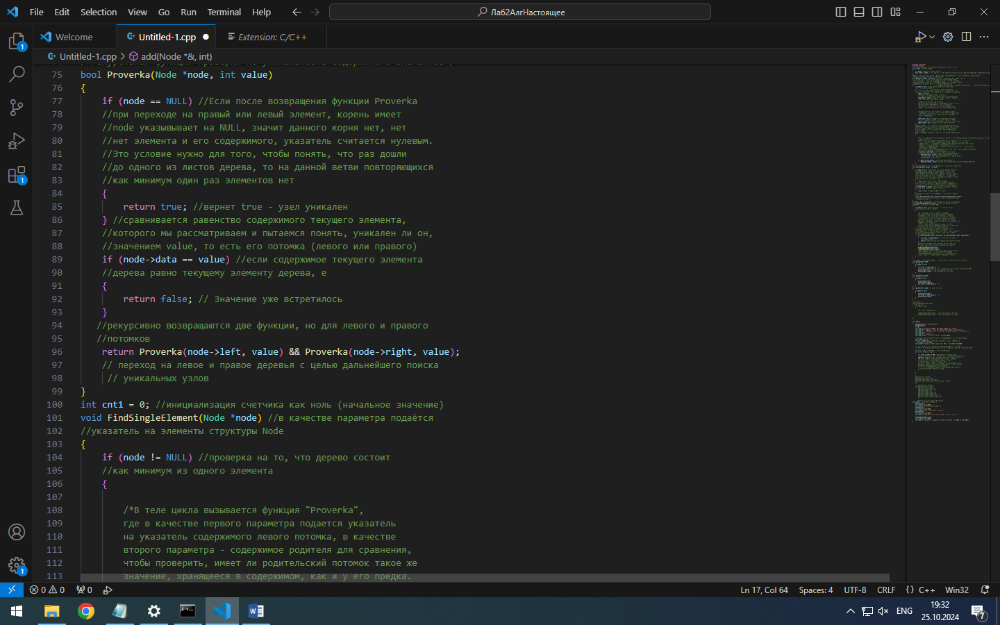 File Edit Selection View Go Run Terminal Help
Лаб2АлгНастоящее
Welcome Untitled-1.cpp Extension: C/C++
Untitled-1.cpp > add(Node *&, int)
75 bool Proverka(Node *node, int value)
76 {
77 if (node == NULL) //Если после возвращения функции Proverka
78 //при переходе на правый или левый элемент, корень имеет
79 //node указывывает на NULL, значит данного корня нет, нет
80 //нет элемента и его содержимого, указатель считается нулевым.
81 //Это условие нужно для того, чтобы понять, что раз дошли
82 //до одного из листов дерева, то на данной ветви повторяющихся
83 //как минимум один раз элементов нет
84 {
85 return true; //вернет true - узел уникален
86 } //сравнивается равенство содержимого текущего элемента,
87 //которого мы рассматриваем и пытаемся понять, уникален ли он,
88 //значением value, то есть его потомка (левого или правого)
89 if (node->data == value) //если содержимое текущего элемента
90 //дерева равно текущему элементу дерева, е
91 {
92 return false; // Значение уже встретилось
93 }
94 //рекурсивно возвращаются две функции, но для левого и правого
95 //потомков
96 return Proverka(node->left, value) && Proverka(node->right, value);
97 // переход на левое и правое деревья с целью дальнейшего поиска
98 // уникальных узлов
99 }
100 int cnt1 = 0; //инициализация счетчика как ноль (начальное значение)
101 void FindSingleElement(Node *node) //в качестве параметра подаётся
102 //указатель на элементы структуры Node
103 {
104 if (node != NULL) //проверка на то, что дерево состоит
105 //как минимум из одного элемента
106 {
107
108 /*В теле цикла вызывается функция "Proverka",
109 где в качестве первого параметра подается указатель
110 на указатель содержимого левого потомка, в качестве
111 второго параметра - содержимое родителя для сравнения,
112 чтобы проверить, имеет ли родительский потомок такое же
113 значение, хранящееся в содержимом, как и у его предка.
1
1
1
0 0 0 Ln 17, Col 64 Spaces: 4 UTF-8 CRLF {} C++ Win32
ENG 19:32
25.10.2024 7